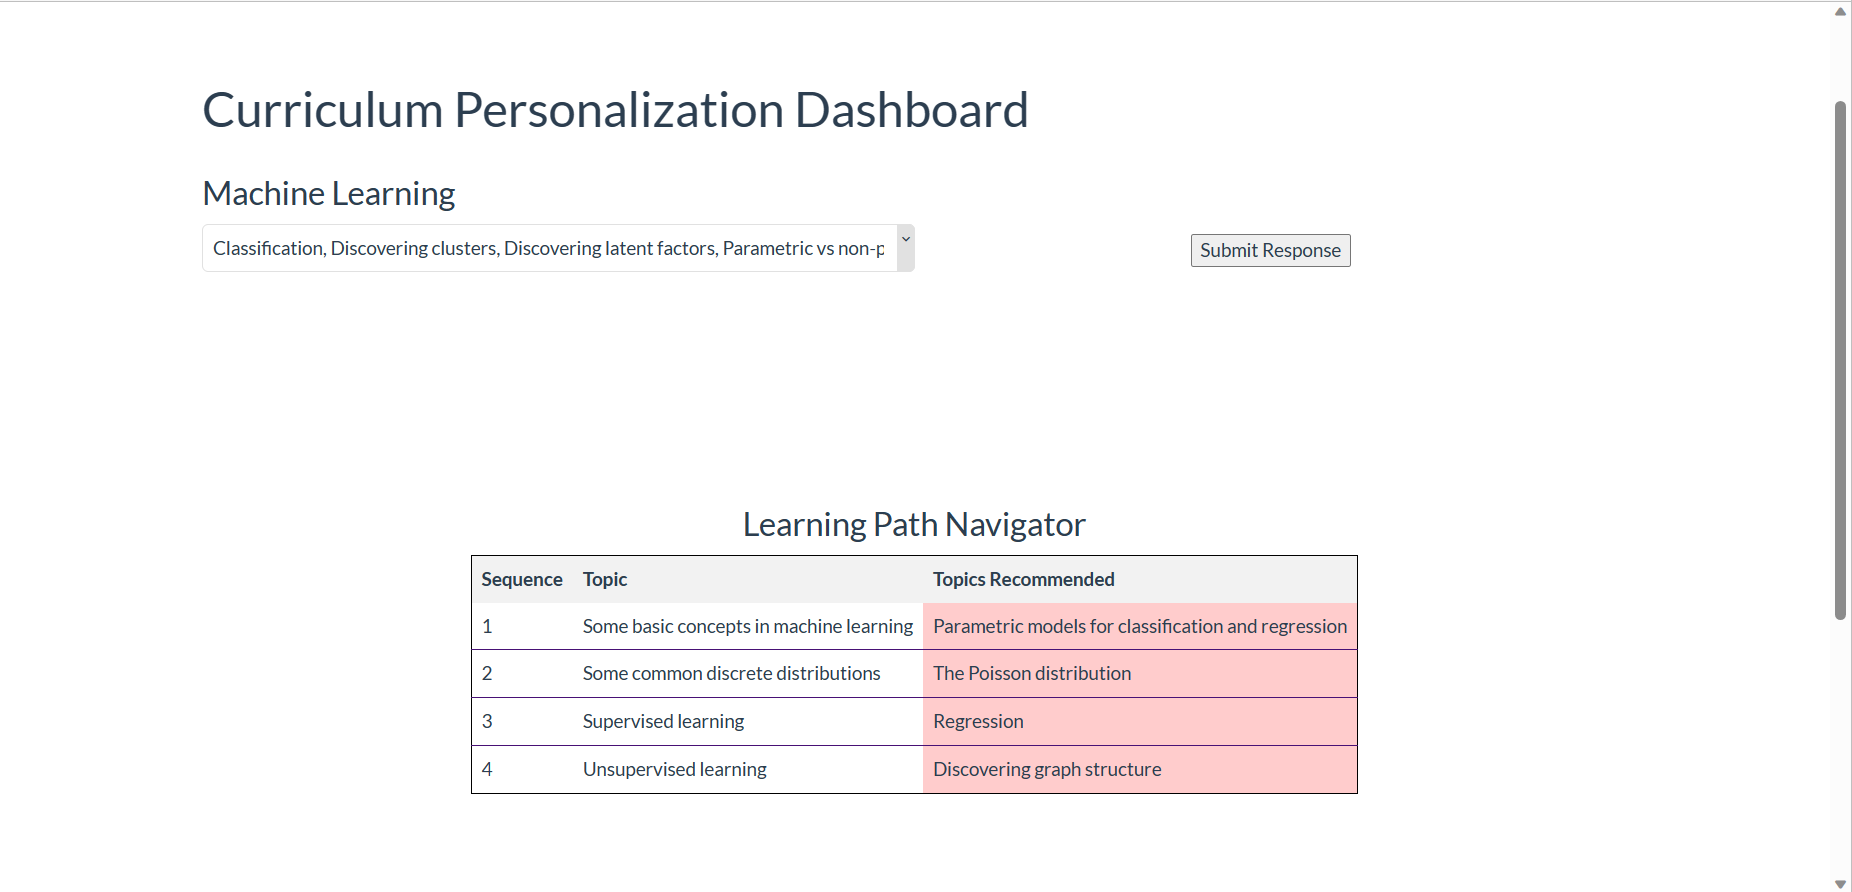 Curriculum Personalization Dashboard
Machine Learning
Classification, Discovering clusters, Discovering latent factors, Parametric vs non-p
Submit Response
Learning Path Navigator
Sequence Topic Topics Recommended
1 Some basic concepts in machine learning Parametric models for classification and regression
2 Some common discrete distributions The Poisson distribution
3 Supervised learning Regression
4 Unsupervised learning Discovering graph structure